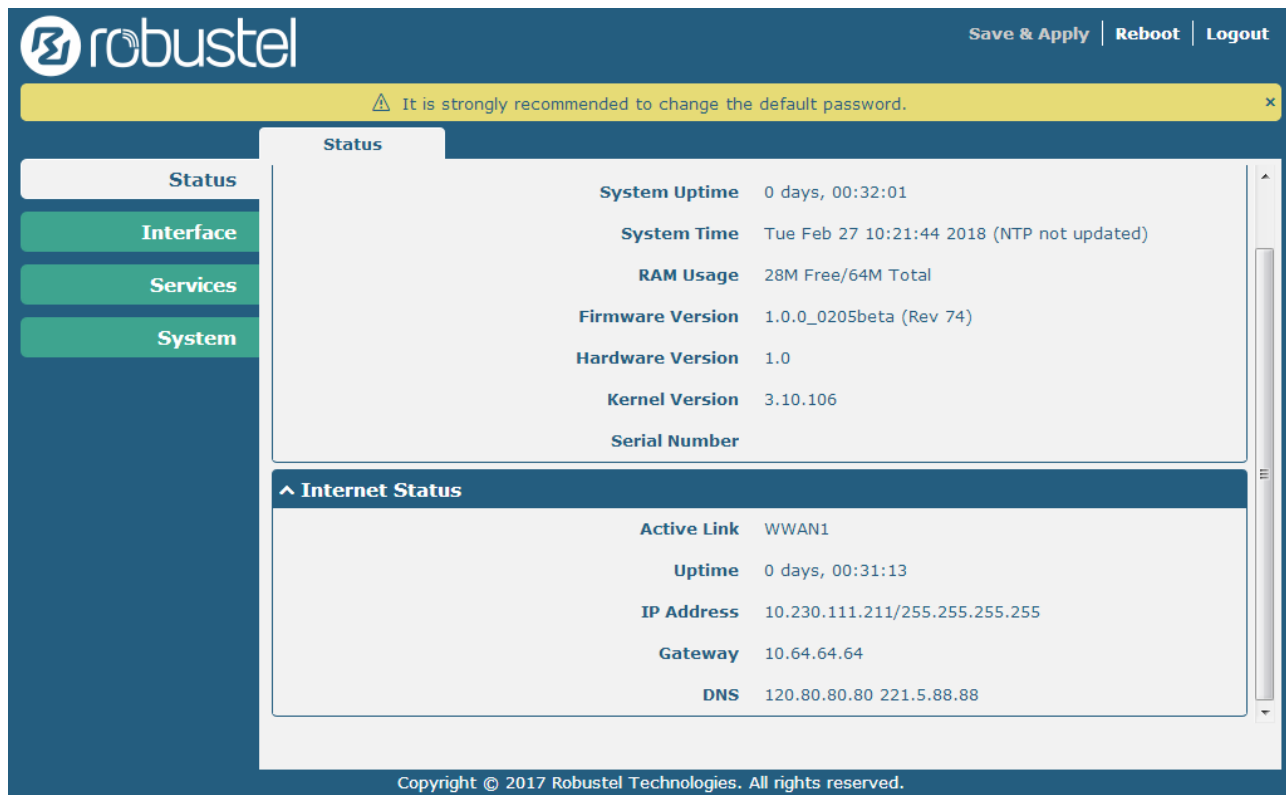 robustel
Save & Apply | Reboot | Logout
⚠ It is strongly recommended to change the default password. ×
Status
Status
Interface
Services
System
System Uptime 0 days, 00:32:01
System Time Tue Feb 27 10:21:44 2018 (NTP not updated)
RAM Usage 28M Free/64M Total
Firmware Version 1.0.0_0205beta (Rev 74)
Hardware Version 1.0
Kernel Version 3.10.106
Serial Number
Internet Status
Active Link WWAN1
Uptime 0 days, 00:31:13
IP Address 10.230.111.211/255.255.255.255
Gateway 10.64.64.64
DNS 120.80.80.80 221.5.88.88
Copyright © 2017 Robustel Technologies. All rights reserved.